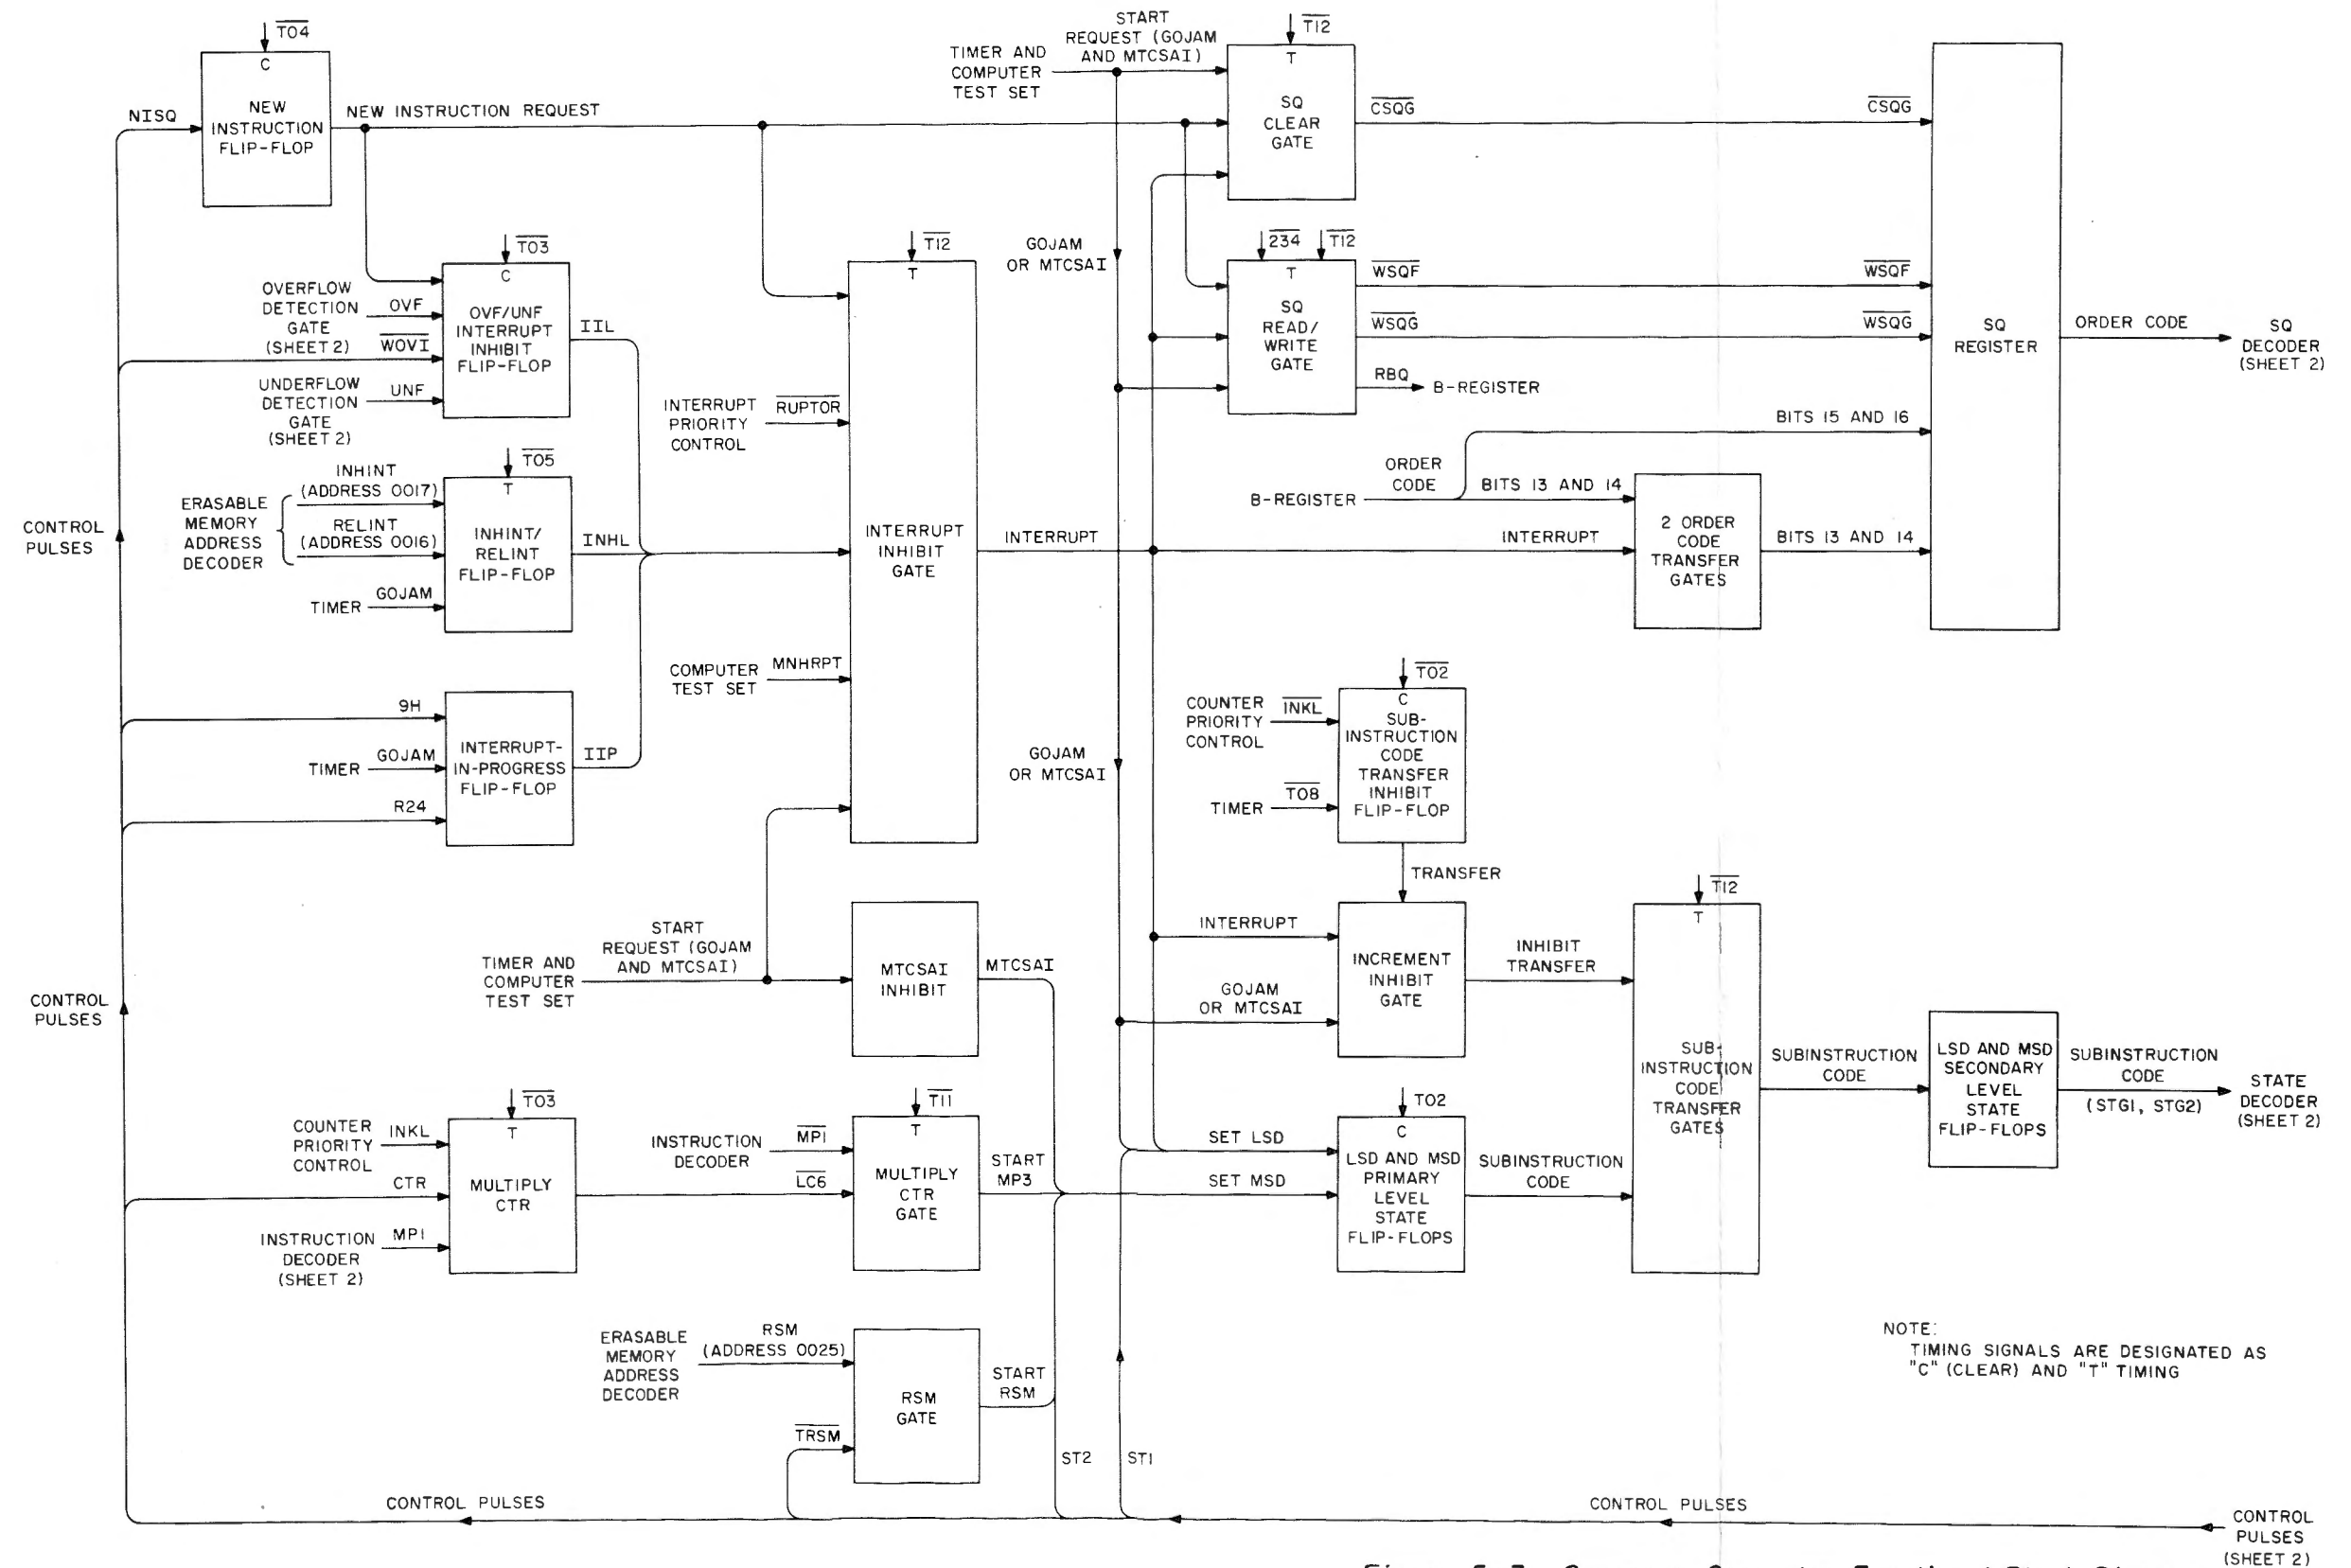 T04
C
NEW
INSTRUCTION
FLIP-FLOP
NISQ
NEW INSTRUCTION REQUEST
START
REQUEST (GOJAM
AND MTCSAI)
TIMER AND
COMPUTER
TEST SET
T12
T
SQ
CLEAR
GATE
CSQG
CSQG
T03
C
OVF/UNF
INTERRUPT
INHIBIT
FLIP-FLOP
OVERFLOW
DETECTION
GATE
(SHEET 2)
OVF
WOVI
UNDERFLOW
DETECTION
GATE
(SHEET 2)
UNF
IIL
T12
T
INTERRUPT
INHIBIT
GATE
GOJAM
OR MTCSAI
234
T12
T
SQ
READ/
WRITE
GATE
WSQF
WSQF
WSQG
WSQG
RBQ
B-REGISTER
SQ
REGISTER
ORDER CODE
SQ
DECODER
(SHEET 2)
INTERRUPT
PRIORITY
CONTROL
RUPTOR
BITS 15 AND 16
ORDER
CODE
B-REGISTER
BITS 13 AND 14
2 ORDER
CODE
TRANSFER
GATES
BITS 13 AND 14
T05
T
INHINT/
RELINT
FLIP-FLOP
INHINT
(ADDRESS 0017)
RELINT
(ADDRESS 0016)
ERASABLE
MEMORY
ADDRESS
DECODER
TIMER
GOJAM
INHL
CONTROL
PULSES
INTERRUPT
INTERRUPT
COMPUTER
TEST SET
MNHRPT
9H
TIMER
GOJAM
R24
INTERRUPT-
IN-PROGRESS
FLIP-FLOP
IIP
GOJAM
OR MTCSAI
T02
C
SUB-
INSTRUCTION
CODE
TRANSFER
INHIBIT
FLIP-FLOP
COUNTER
PRIORITY
CONTROL
INKL
TIMER
T08
TRANSFER
START
REQUEST (GOJAM
AND MTCSAI)
TIMER AND
COMPUTER
TEST SET
MTCSAI
INHIBIT
MTCSAI
INTERRUPT
GOJAM
OR MTCSAI
INCREMENT
INHIBIT
GATE
INHIBIT
TRANSFER
T12
T
SUB-
INSTRUCTION
CODE
TRANSFER
GATES
SUBINSTRUCTION
CODE
LSD AND MSD
SECONDARY
LEVEL
STATE
FLIP-FLOPS
SUBINSTRUCTION
CODE
(STG1, STG2)
STATE
DECODER
(SHEET 2)
CONTROL
PULSES
COUNTER
PRIORITY
CONTROL
INKL
CTR
INSTRUCTION
DECODER
(SHEET 2)
MP1
T03
T
MULTIPLY
CTR
INSTRUCTION
DECODER
MP1
LC6
T11
T
MULTIPLY
CTR
GATE
START
MP3
SET LSD
SET MSD
T02
C
LSD AND MSD
PRIMARY
LEVEL
STATE
FLIP-FLOPS
SUBINSTRUCTION
CODE
ERASABLE
MEMORY
ADDRESS
DECODER
RSM
(ADDRESS 0025)
TRSM
RSM
GATE
START
RSM
ST2
ST1
NOTE:
TIMING SIGNALS ARE DESIGNATED AS
"C" (CLEAR) AND "T" TIMING
CONTROL PULSES
CONTROL PULSES
CONTROL
PULSES
(SHEET 2)